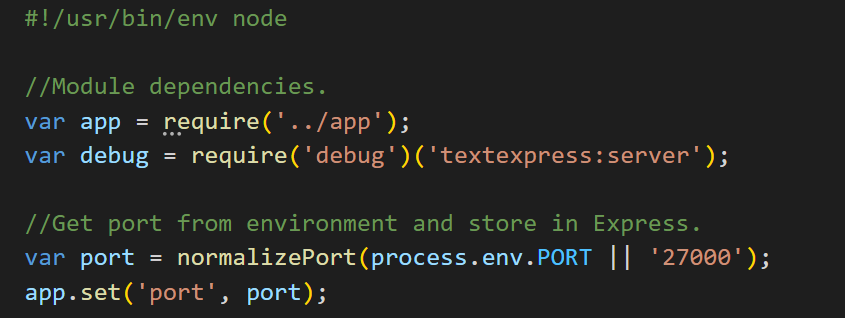 #!/usr/bin/env node
//Module dependencies.
var app = require('../app');
var debug = require('debug')('textexpress:server');
//Get port from environment and store in Express.
var port = normalizePort(process.env.PORT || '27000');
app.set('port', port);